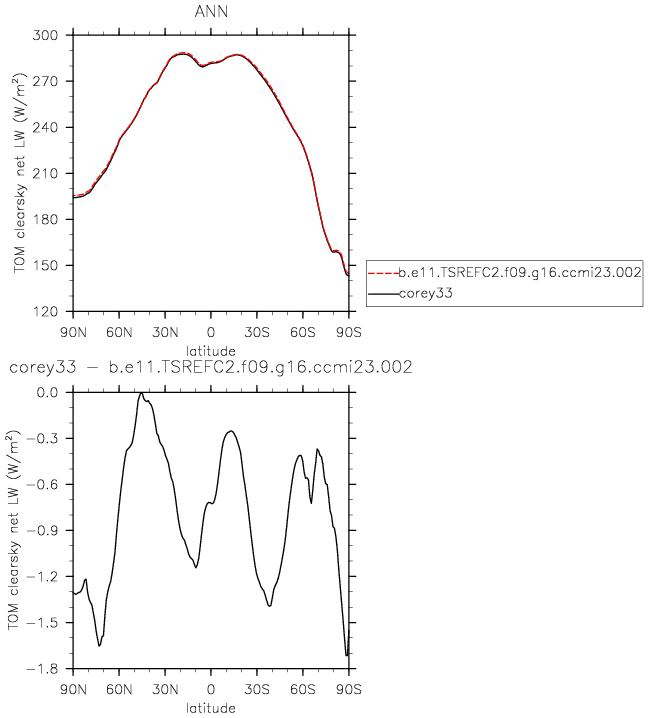 ANN
TOM clearsky net LW (W/m²)
300
270
240
210
180
150
120
90N 60N 30N 0 30S 60S 90S
latitude
b.e11.TSREFC2.f09.g16.ccmi23.002
corey33
corey33 − b.e11.TSREFC2.f09.g16.ccmi23.002
TOM clearsky net LW (W/m²)
0.0
−0.3
−0.6
−0.9
−1.2
−1.5
−1.8
90N 60N 30N 0 30S 60S 90S
latitude